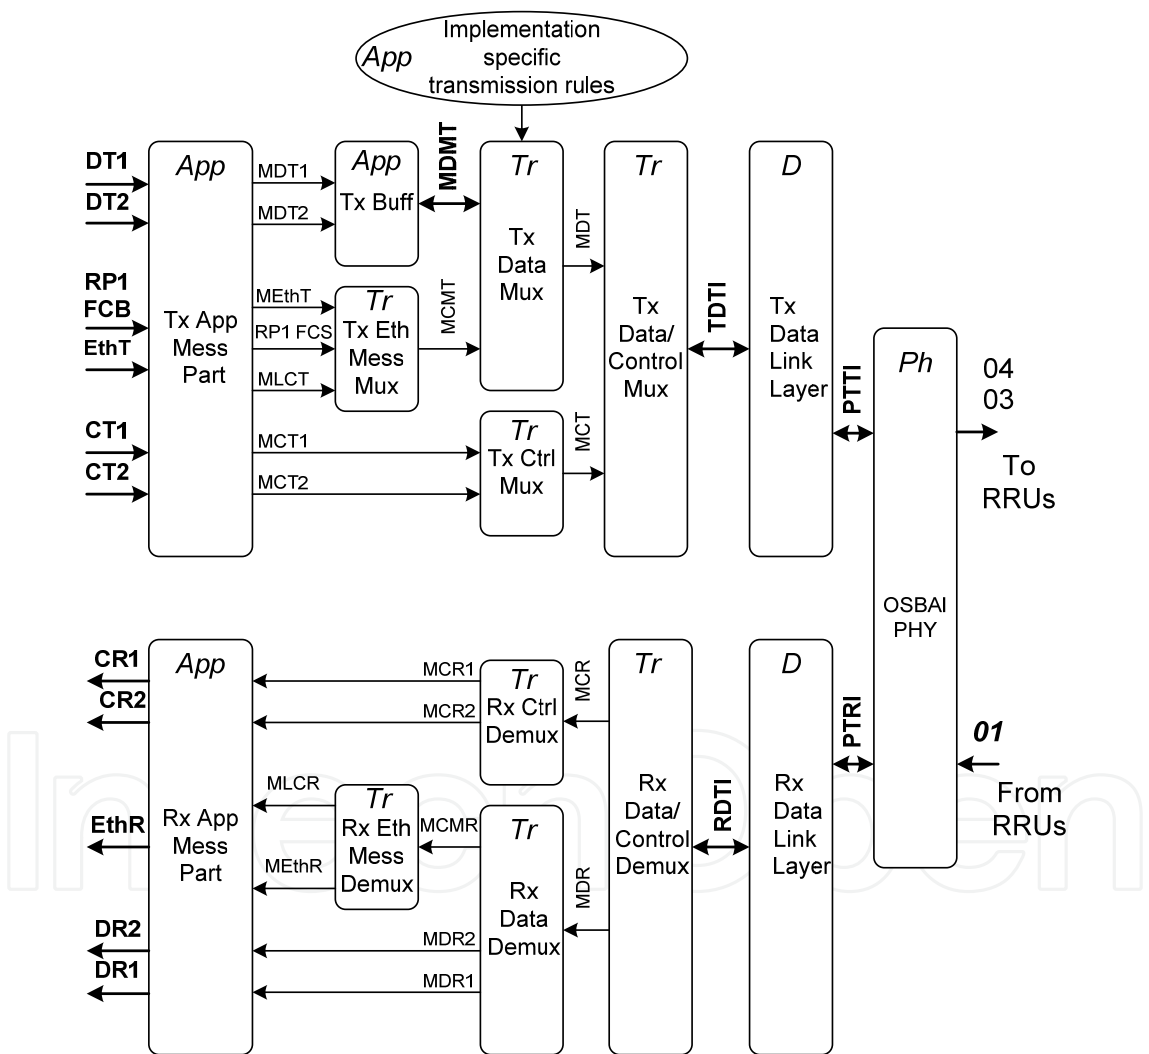 Implementation
App specific
transmission rules
DT1
DT2
RP1
FCB
EthT
CT1
CT2
App
Tx App
Mess
Part
MDT1
MDT2
MEthT
RP1 FCS
MLCT
MCT1
MCT2
App
Tx Buff
Tr
Tx Eth
Mess
Mux
MDMT
MCMT
Tr
Tx
Data
Mux
Tr
Tx Ctrl
Mux
MDT
MCT
Tr
Tx
Data/
Control
Mux
TDTI
D
Tx
Data
Link
Layer
PTTI
Ph
OSBAI
PHY
04
03
To
RRUs
CR1
CR2
EthR
DR2
DR1
App
Rx App
Mess
Part
MCR1
MCR2
MLCR
MEthR
MDR2
MDR1
Tr
Rx Eth
Mess
Demux
MCMR
Tr
Rx Ctrl
Demux
Tr
Rx
Data
Demux
MCR
MDR
Tr
Rx
Data/
Control
Demux
RDTI
D
Rx
Data
Link
Layer
PTRI
01
From
RRUs
IntechOpen